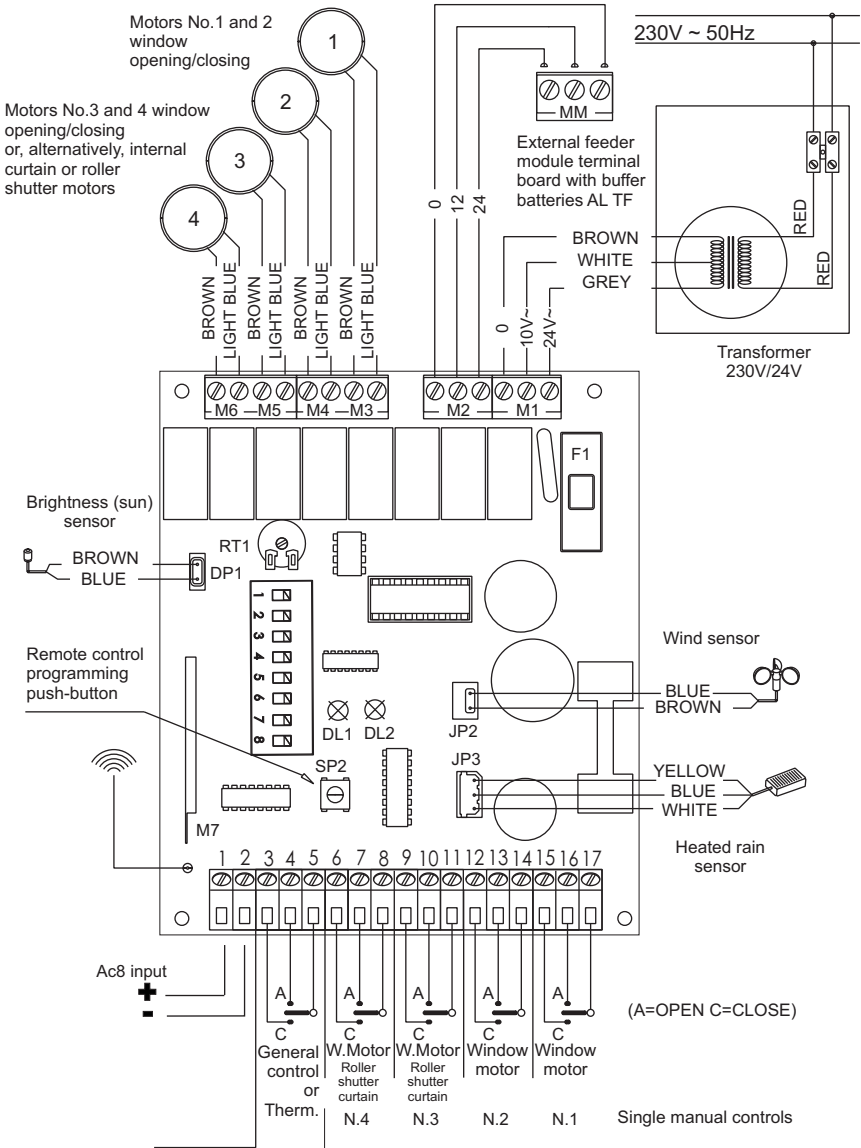 Motors No.1 and 2
window
opening/closing
1
2
3
4
Motors No.3 and 4 window
opening/closing
or, alternatively, internal
curtain or roller
shutter motors
230V ~ 50Hz
MM
External feeder
module terminal
board with buffer
batteries AL TF
0
12
24
BROWN
WHITE
GREY
RED
RED
Transformer
230V/24V
0
10V~
24V~
BROWN
LIGHT BLUE
BROWN
LIGHT BLUE
BROWN
LIGHT BLUE
BROWN
LIGHT BLUE
M6 M5 M4 M3 M2 M1
F1
Brightness (sun)
sensor
BROWN
BLUE
DP1
RT1
1
2
3
4
5
6
7
8
Remote control
programming
push-button
DL1 DL2
SP2
M7
JP2
JP3
Wind sensor
BLUE
BROWN
YELLOW
BLUE
WHITE
Heated rain
sensor
1 2 3 4 5 6 7 8 9 10 11 12 13 14 15 16 17
Ac8 input
+
-
A A A A A
C C C C C
(A=OPEN C=CLOSE)
General
control
or
Therm.
W.Motor
Roller
shutter
curtain
N.4
W.Motor
Roller
shutter
curtain
N.3
Window
motor
N.2
Window
motor
N.1
Single manual controls